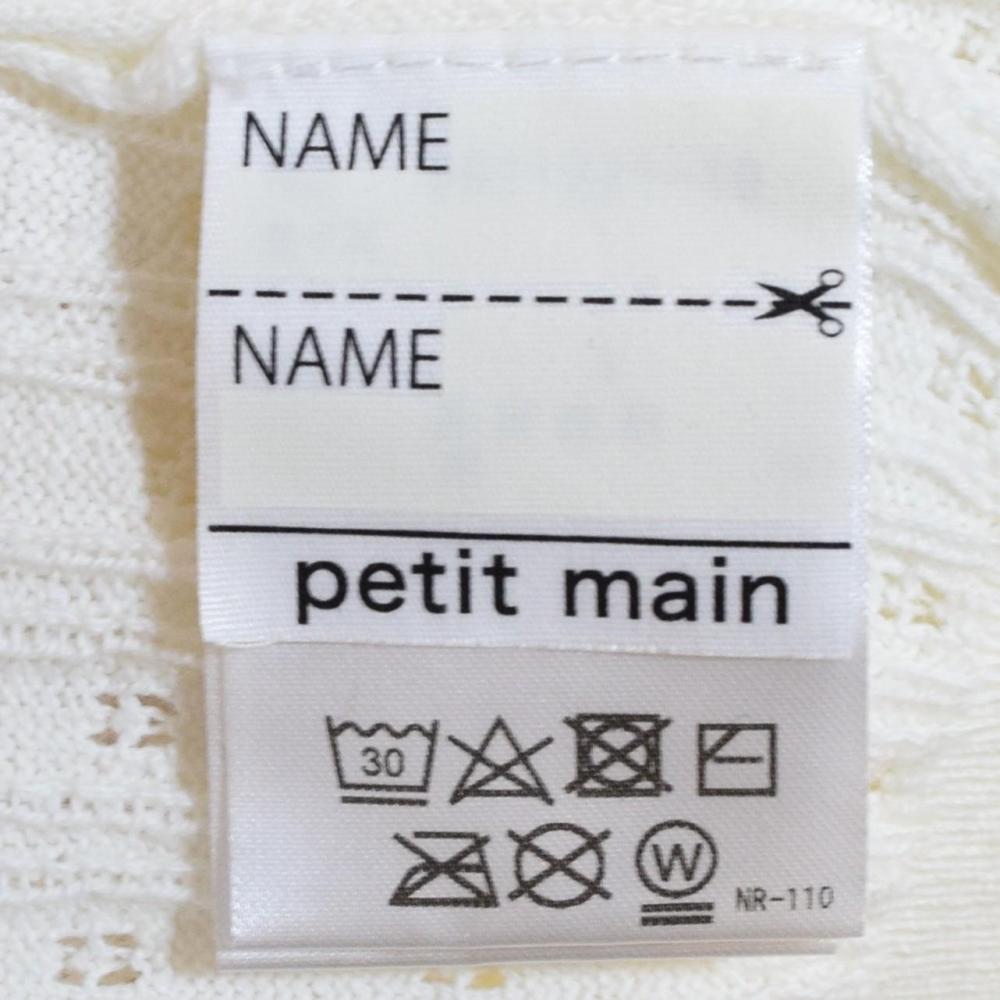 NAME
NAME
petit main
30
W
NR-110